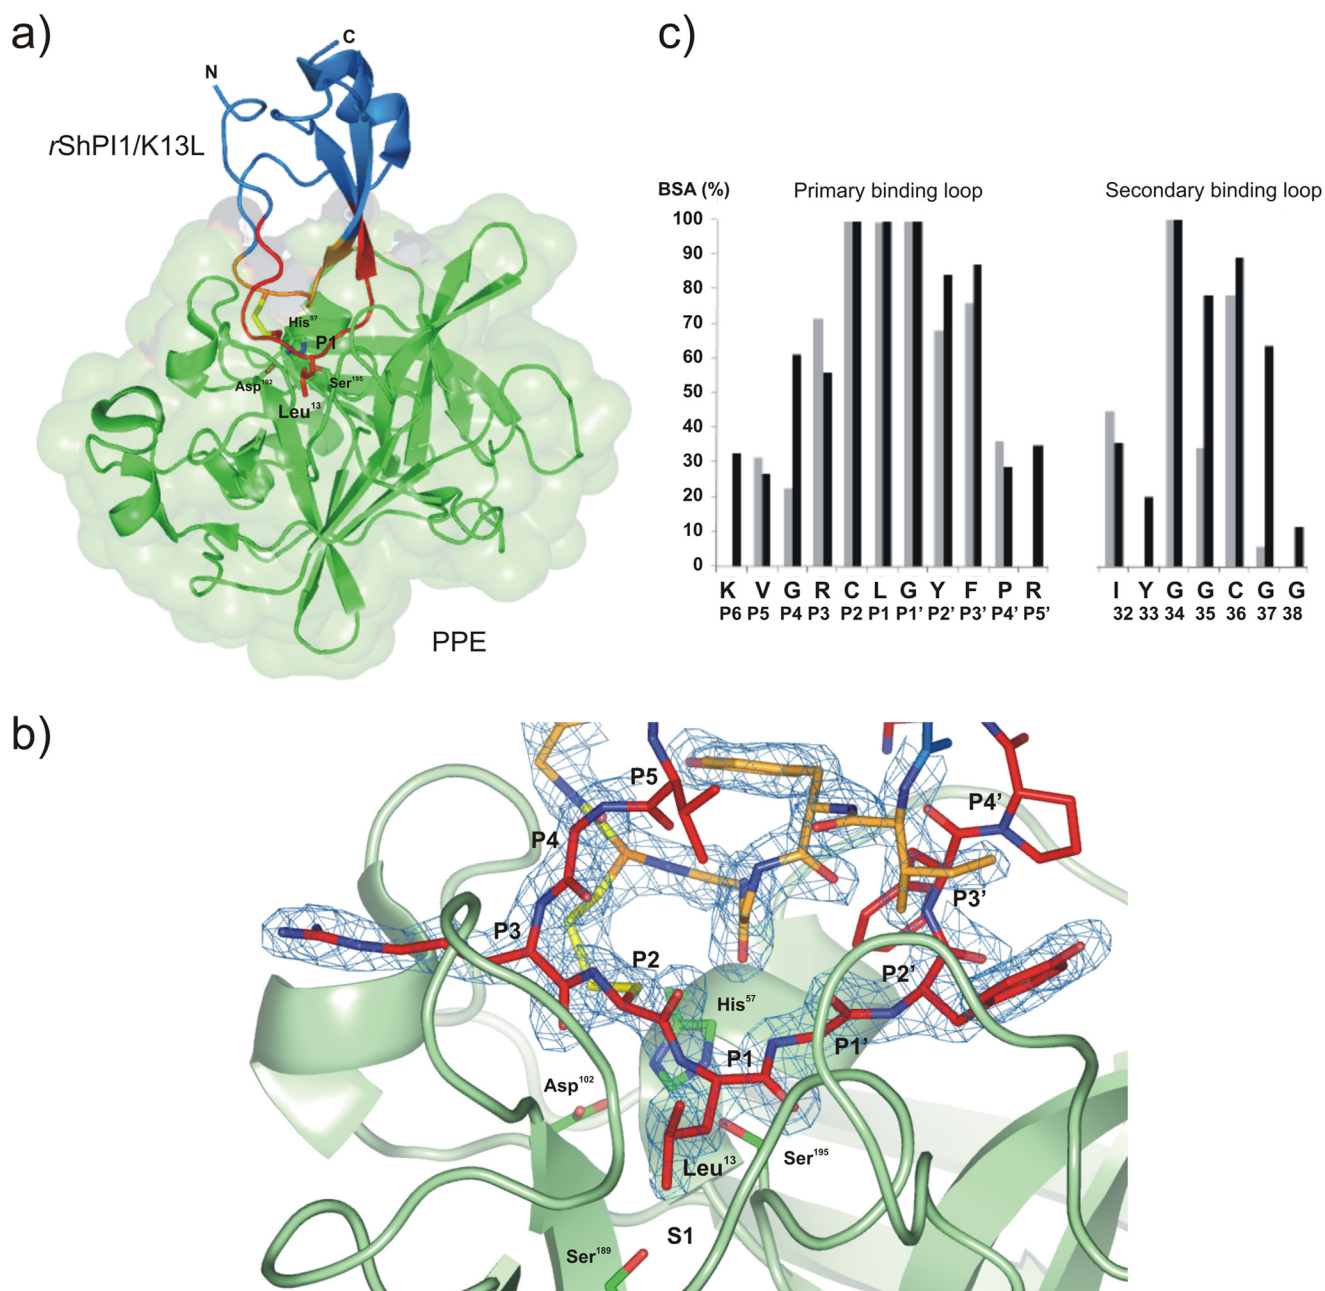 a)
C
N
rShPI1/K13L
His⁵⁷
P1
Asp¹⁰²
Ser¹⁹⁵
Leu¹³
PPE
c)
BSA (%)
Primary binding loop
Secondary binding loop
100
90
80
70
60
50
40
30
20
10
0
K V G R C L G Y F P R
P6 P5 P4 P3 P2 P1 P1' P2' P3' P4' P5'
I Y G G C G G
32 33 34 35 36 37 38
b)
P5
P4'
P4
P3'
P3
P2
P2'
His⁵⁷
P1'
P1
Asp¹⁰²
Ser¹⁹⁵
Leu¹³
S1
Ser¹⁸⁹